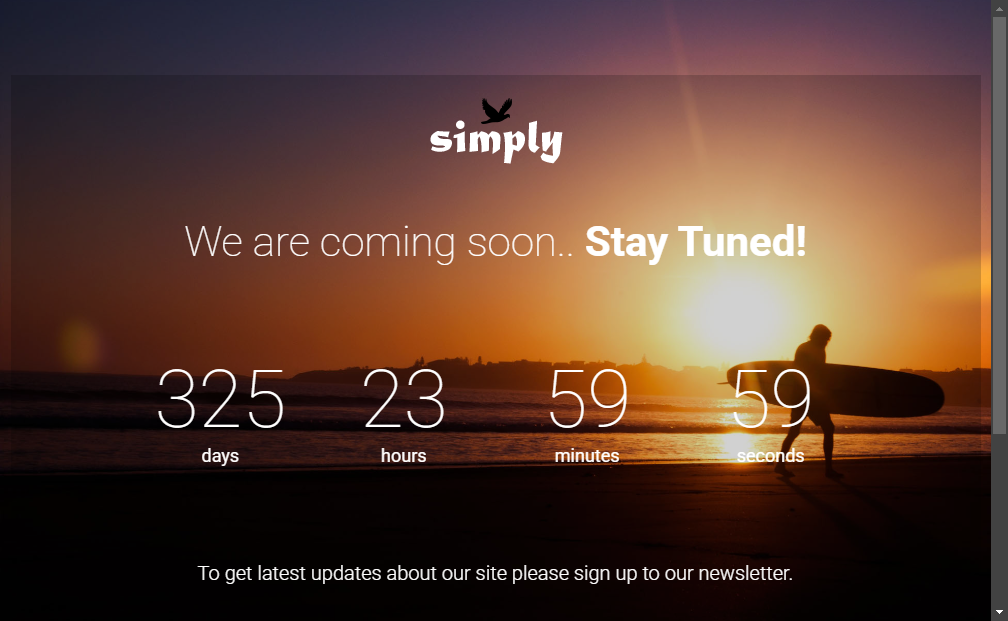 simply
We are coming soon.. Stay Tuned!
325 23 59 59
days hours minutes seconds
To get latest updates about our site please sign up to our newsletter.